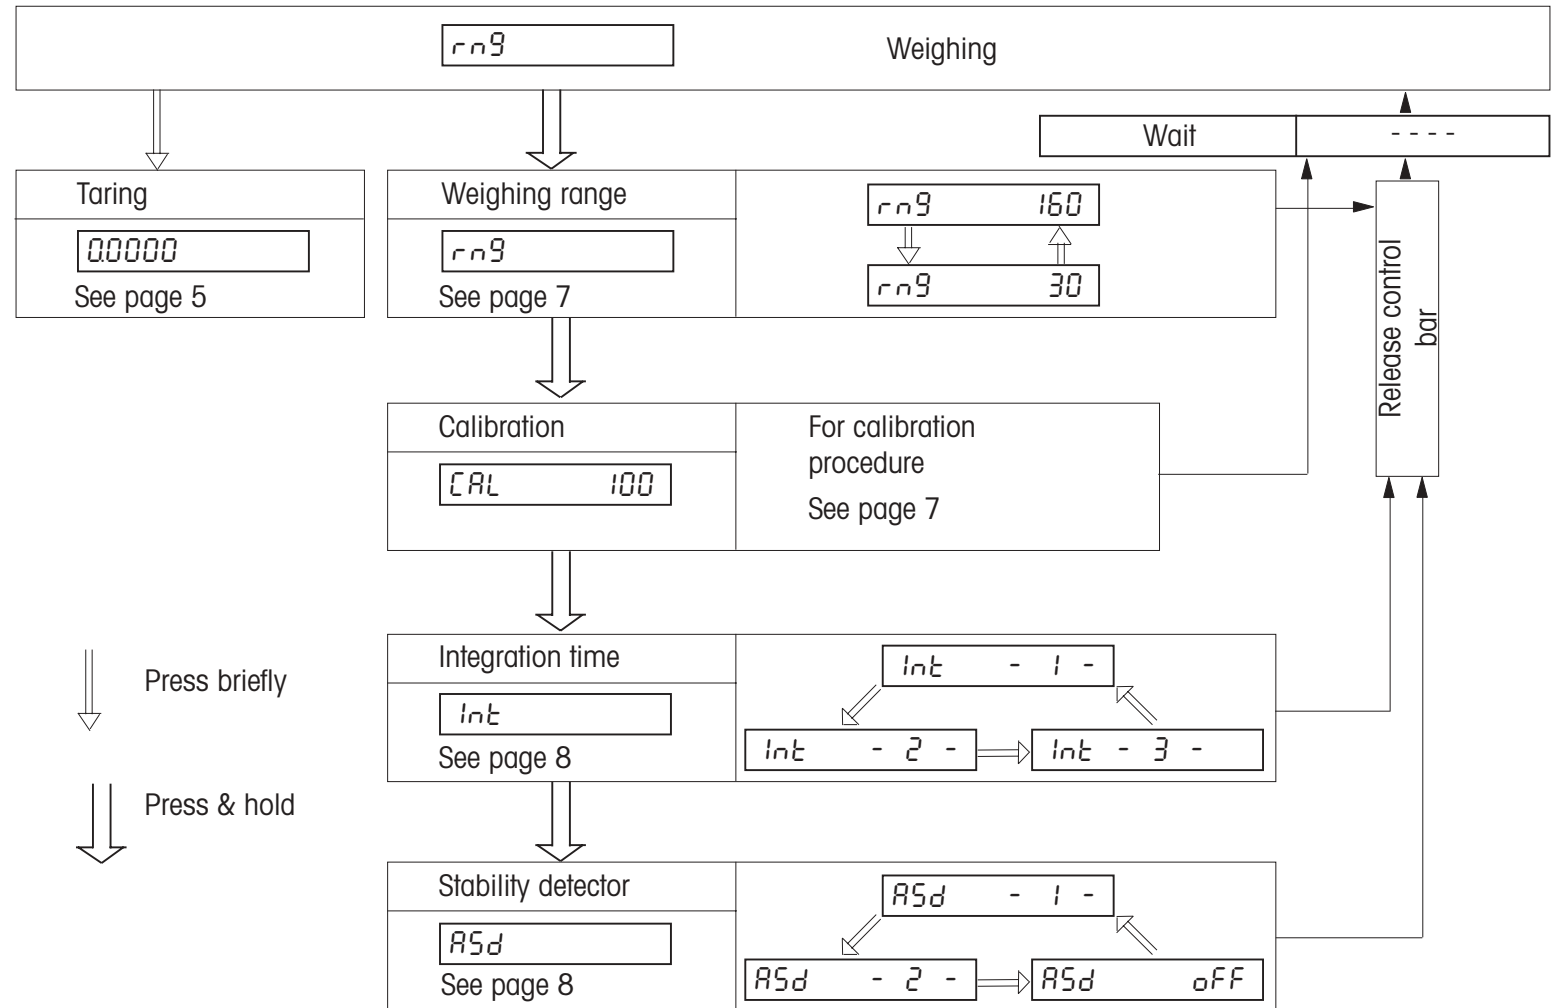 rng
Weighing
Wait
- - - -
Taring
0.0000
See page 5
Weighing range
rng
See page 7
rng 160
rng 30
Release control
bar
Calibration
CAL 100
For calibration
procedure
See page 7
Integration time
Int
See page 8
Int - 1 -
Int - 2 -
Int - 3 -
Press briefly
Press & hold
Stability detector
ASd
See page 8
ASd - 1 -
ASd - 2 -
ASd oFF